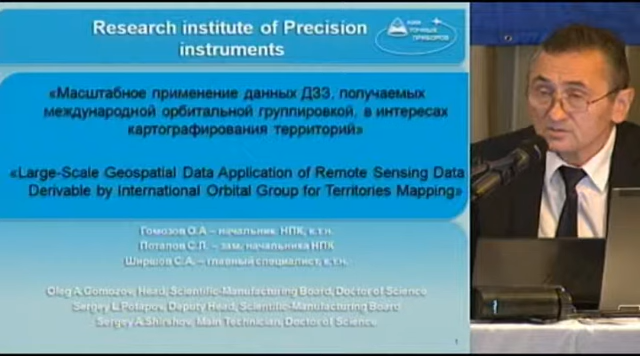 Research institute of Precision
instruments
НИИ
ТОЧНЫХ
ПРИБОРОВ
«Масштабное применение данных ДЗЗ, получаемых
международной орбитальной группировкой, в интересах
картографирования территорий»
«Large-Scale Geospatial Data Application of Remote Sensing Data
Derivable by International Orbital Group for Territories Mapping»
Гомозов О.А – начальник НПК, к.т.н.
Потапов С.Л. – зам. начальника НПК
Ширшов С.А. – главный специалист, к.т.н.
Oleg A.Gomozov, Head, Scientific-Manufacturing Board, Doctor of Science
Sergey L.Potapov, Deputy Head, Scientific-Manufacturing Board
Sergey A.Shirshov, Main Technician, Doctor of Science
1